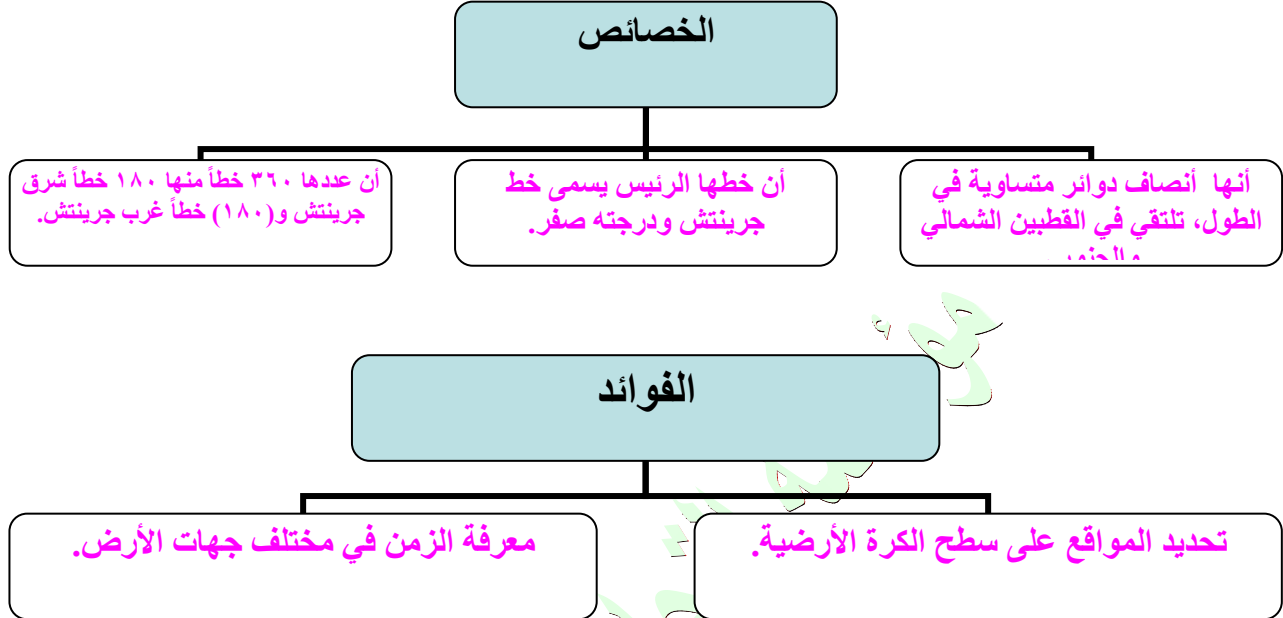 الخصائص
أنها أنصاف دوائر متساوية في
الطول، تلتقي في القطبين الشمالي
أن خطها الرئيس يسمى خط
جرينتش ودرجته صفر.
أن عددها ٣٦٠ خطاً منها ١٨٠ خطاً شرق
جرينتش و(١٨٠) خطاً غرب جرينتش.
الفوائد
تحديد المواقع على سطح الكرة الأرضية.
معرفة الزمن في مختلف جهات الأرض.